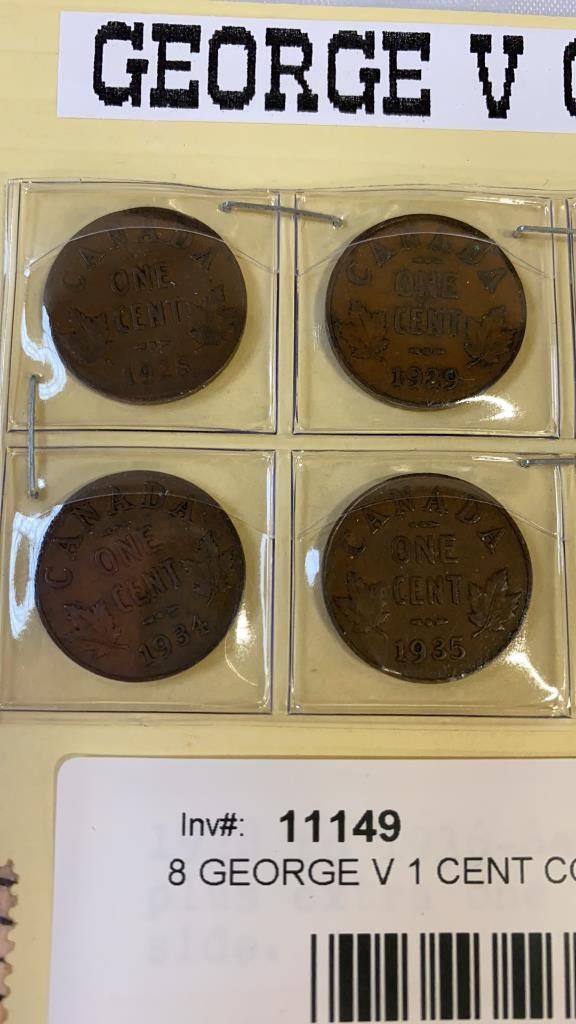 GEORGE V
CANADA
ONE
CENT
CANADA
ONE
CENT
1929
CANADA
ONE
CENT
1934
CANADA
ONE
CENT
1935
Inv#: 11149
8 GEORGE V 1 CENT CO
side.